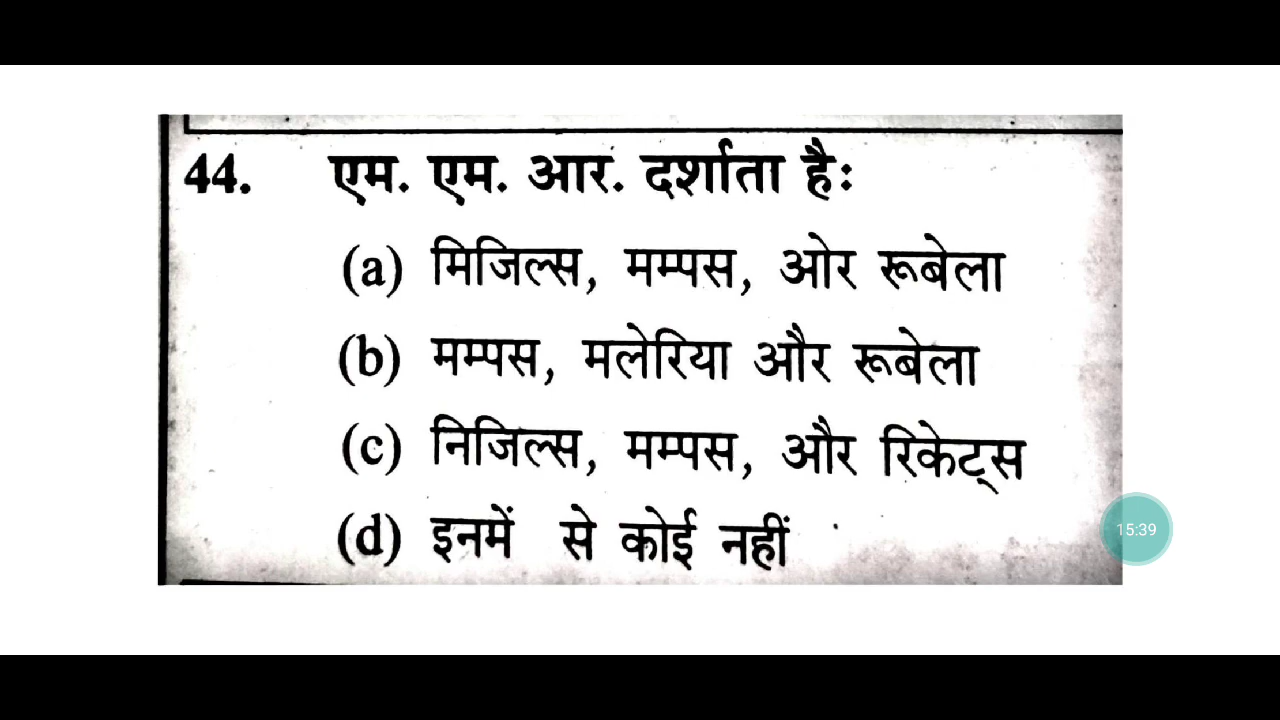 44. एम. एम. आर. दर्शाता हैः
(a) मिजिल्स, मम्पस, ओर रूबेला
(b) मम्पस, मलेरिया और रूबेला
(c) निजिल्स, मम्पस, और रिकेट्स
(d) इनमें से कोई नहीं
15:39